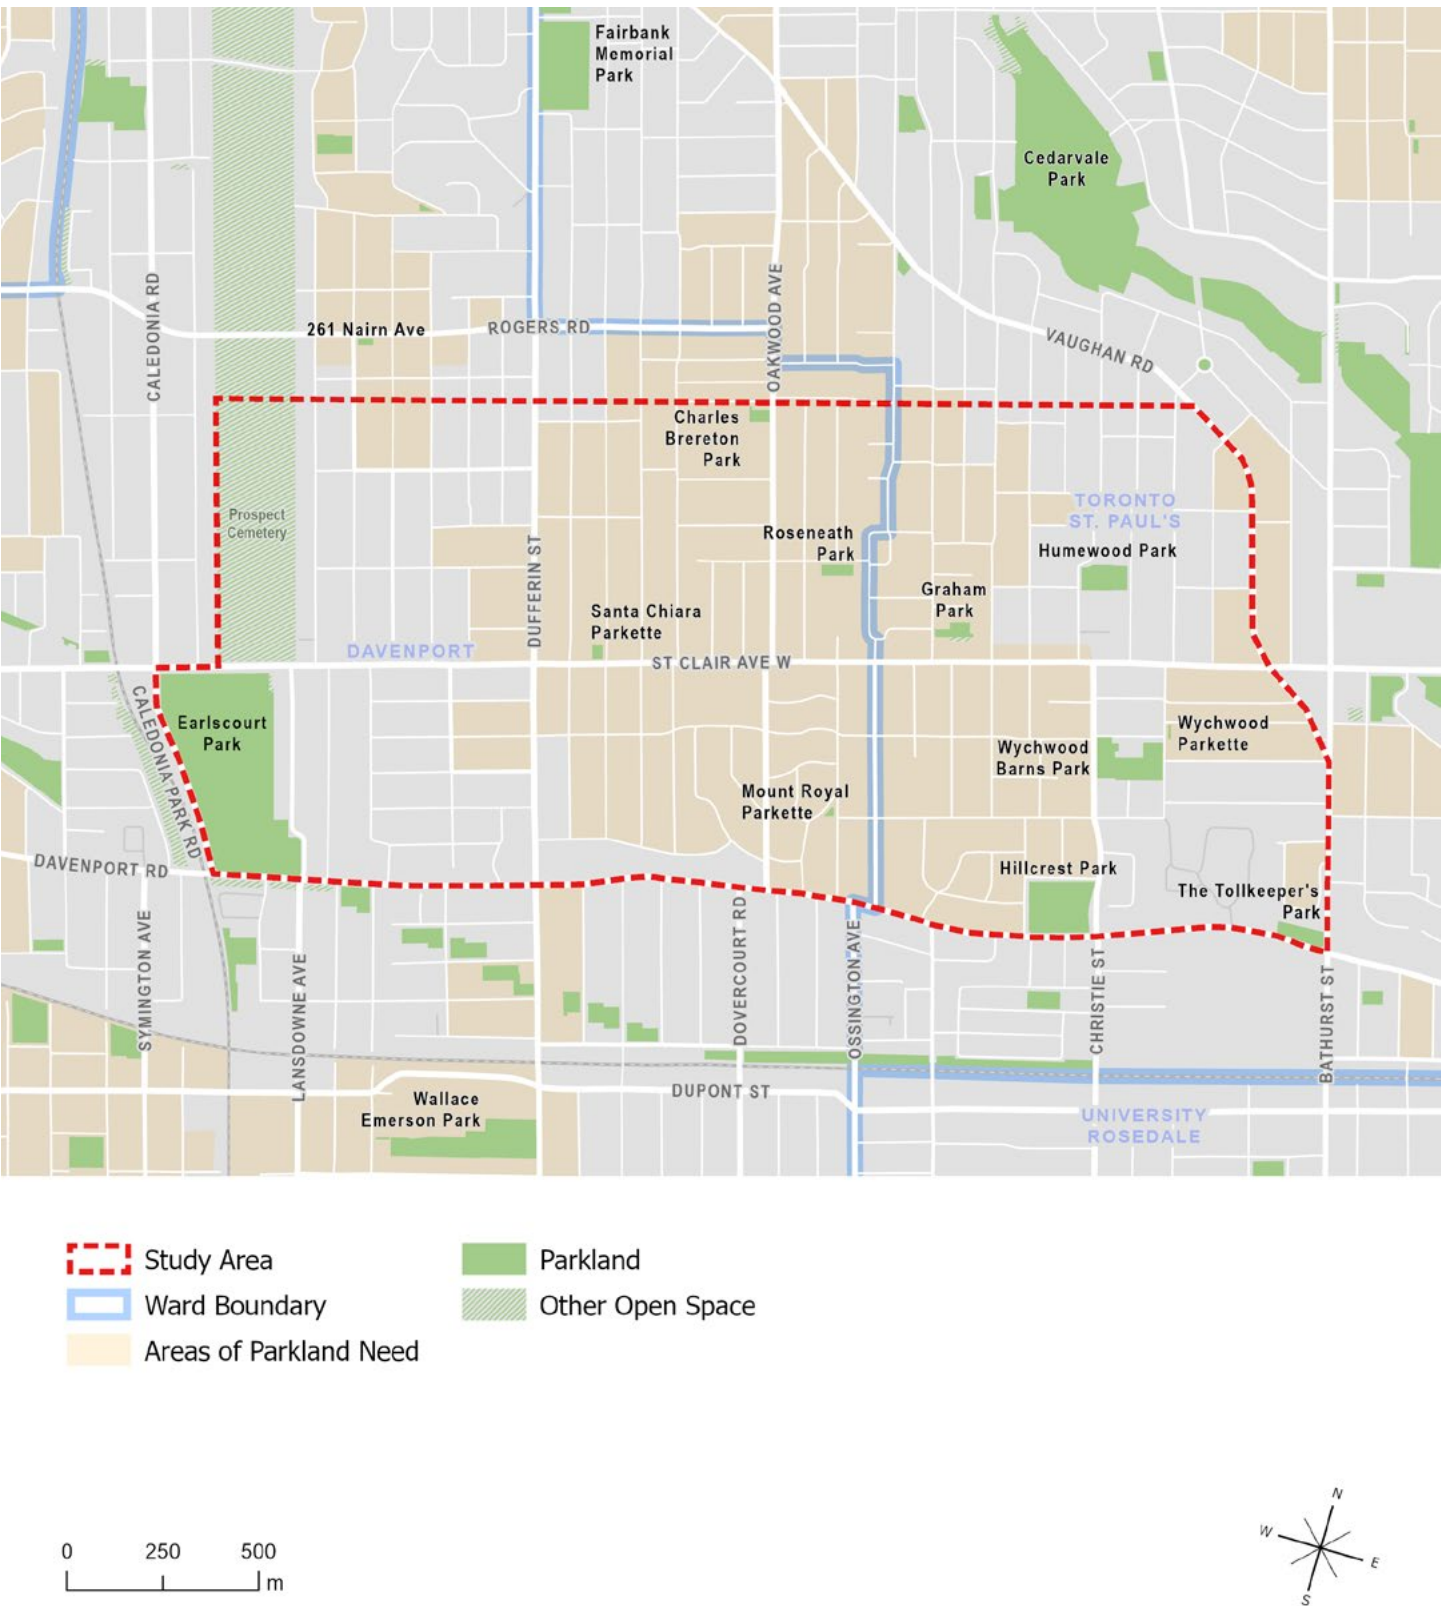 Fairbank
Memorial
Park
Cedarvale
Park
CALEDONIA RD
OAKWOOD AVE
261 Nairn Ave
ROGERS RD
VAUGHAN RD
Charles
Brereton
Park
Prospect
Cemetery
TORONTO
ST. PAUL'S
Roseneath
Park
Humewood Park
DUFFERIN ST
Graham
Park
Santa Chiara
Parkette
DAVENPORT
ST CLAIR AVE W
CALEDONIA PARK RD
Earlscourt
Park
Wychwood
Parkette
Wychwood
Barns Park
Mount Royal
Parkette
DAVENPORT RD
Hillcrest Park
The Tollkeeper's
Park
SYMINGTON AVE
LANSDOWNE AVE
DOVERCOURT RD
OSSINGTON AVE
CHRISTIE ST
BATHURST ST
DUPONT ST
Wallace
Emerson Park
UNIVERSITY
ROSEDALE
Study Area
Parkland
Ward Boundary
Other Open Space
Areas of Parkland Need
N
W
E
S
0 250 500
m